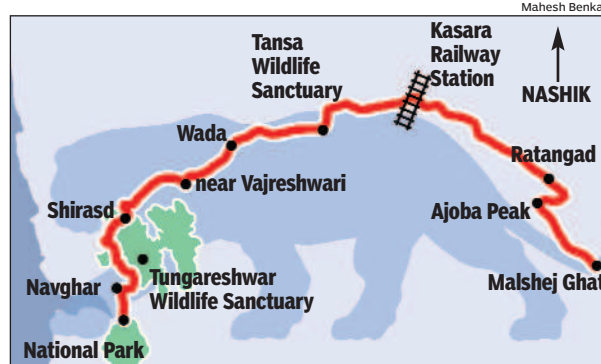 Mahesh Benka
Kasara
Railway
Station
Tansa
Wildlife
Sanctuary
NASHIK
Wada
Ratangad
near Vajreshwari
Ajoba Peak
Shirasd
Malshej Ghat
Tungareshwar
Wildlife Sanctuary
Navghar
National Park